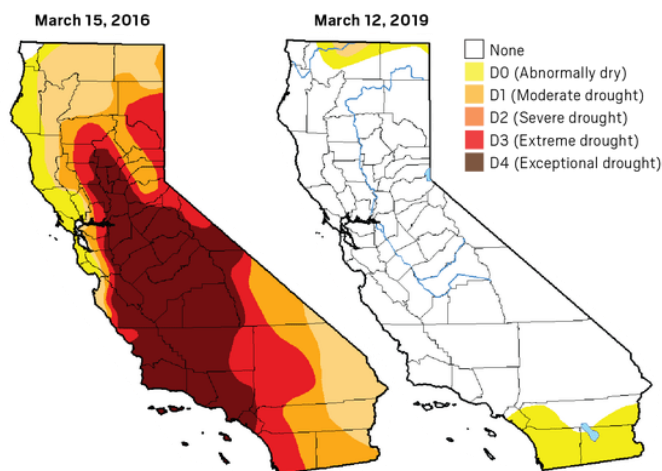 March 15, 2016
March 12, 2019
None
D0 (Abnormally dry)
D1 (Moderate drought)
D2 (Severe drought)
D3 (Extreme drought)
D4 (Exceptional drought)